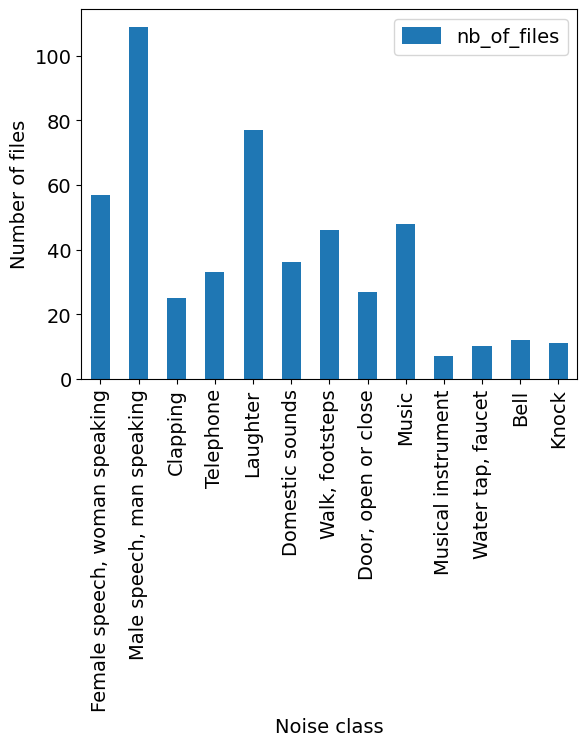 nb_of_files
Number of files
100
80
60
40
20
0
Female speech, woman speaking
Male speech, man speaking
Clapping
Telephone
Laughter
Domestic sounds
Walk, footsteps
Door, open or close
Music
Musical instrument
Water tap, faucet
Bell
Knock
Noise class